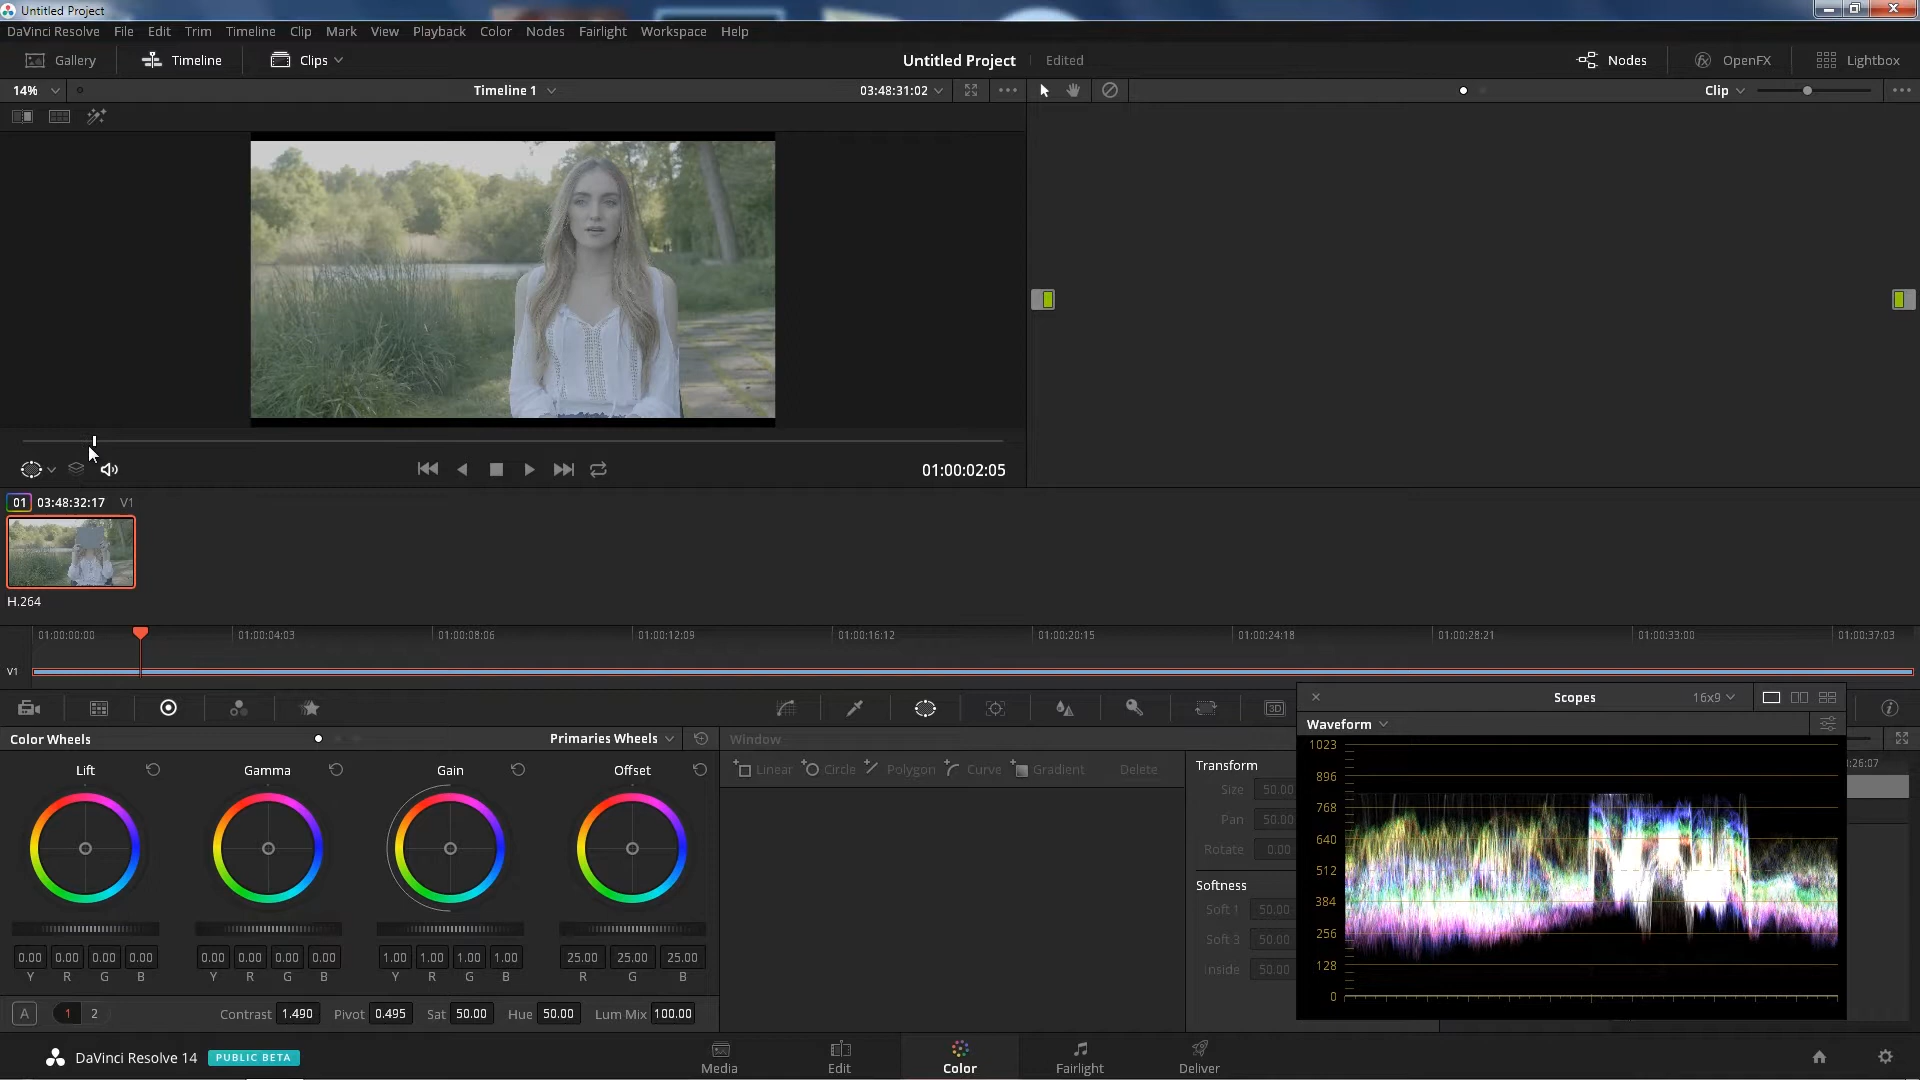 Untitled Project
DaVinci Resolve File Edit Trim Timeline Clip Mark View Playback Color Nodes Fairlight Workspace Help
Gallery Timeline Clips Untitled Project Edited Nodes OpenFX Lightbox
14% Timeline 1 03:48:31:02 Clip
01:00:02:05
01 03:48:32:17 V1
H.264
01:00:00:00 01:00:04:03 01:00:08:06 01:00:12:09 01:00:16:12 01:00:20:15 01:00:24:18 01:00:28:21 01:00:33:00 01:00:37:03
V1
3D
Scopes 16x9
Waveform
Color Wheels Primaries Wheels Window
Lift Gamma Gain Offset
Linear Circle Polygon Curve Gradient Delete
Transform
Size 50.00
Pan 50.00
Rotate 0.00
Softness
Soft 1 50.00
Soft 3 50.00
Inside 50.00
:26:07
1023
896
768
640
512
384
256
128
0
0.00 0.00 0.00 0.00 0.00 0.00 0.00 0.00 1.00 1.00 1.00 1.00 25.00 25.00 25.00
Y R G B Y R G B Y R G B R G B
A 1 2 Contrast 1.490 Pivot 0.495 Sat 50.00 Hue 50.00 Lum Mix 100.00
DaVinci Resolve 14 PUBLIC BETA
Media Edit Color Fairlight Deliver